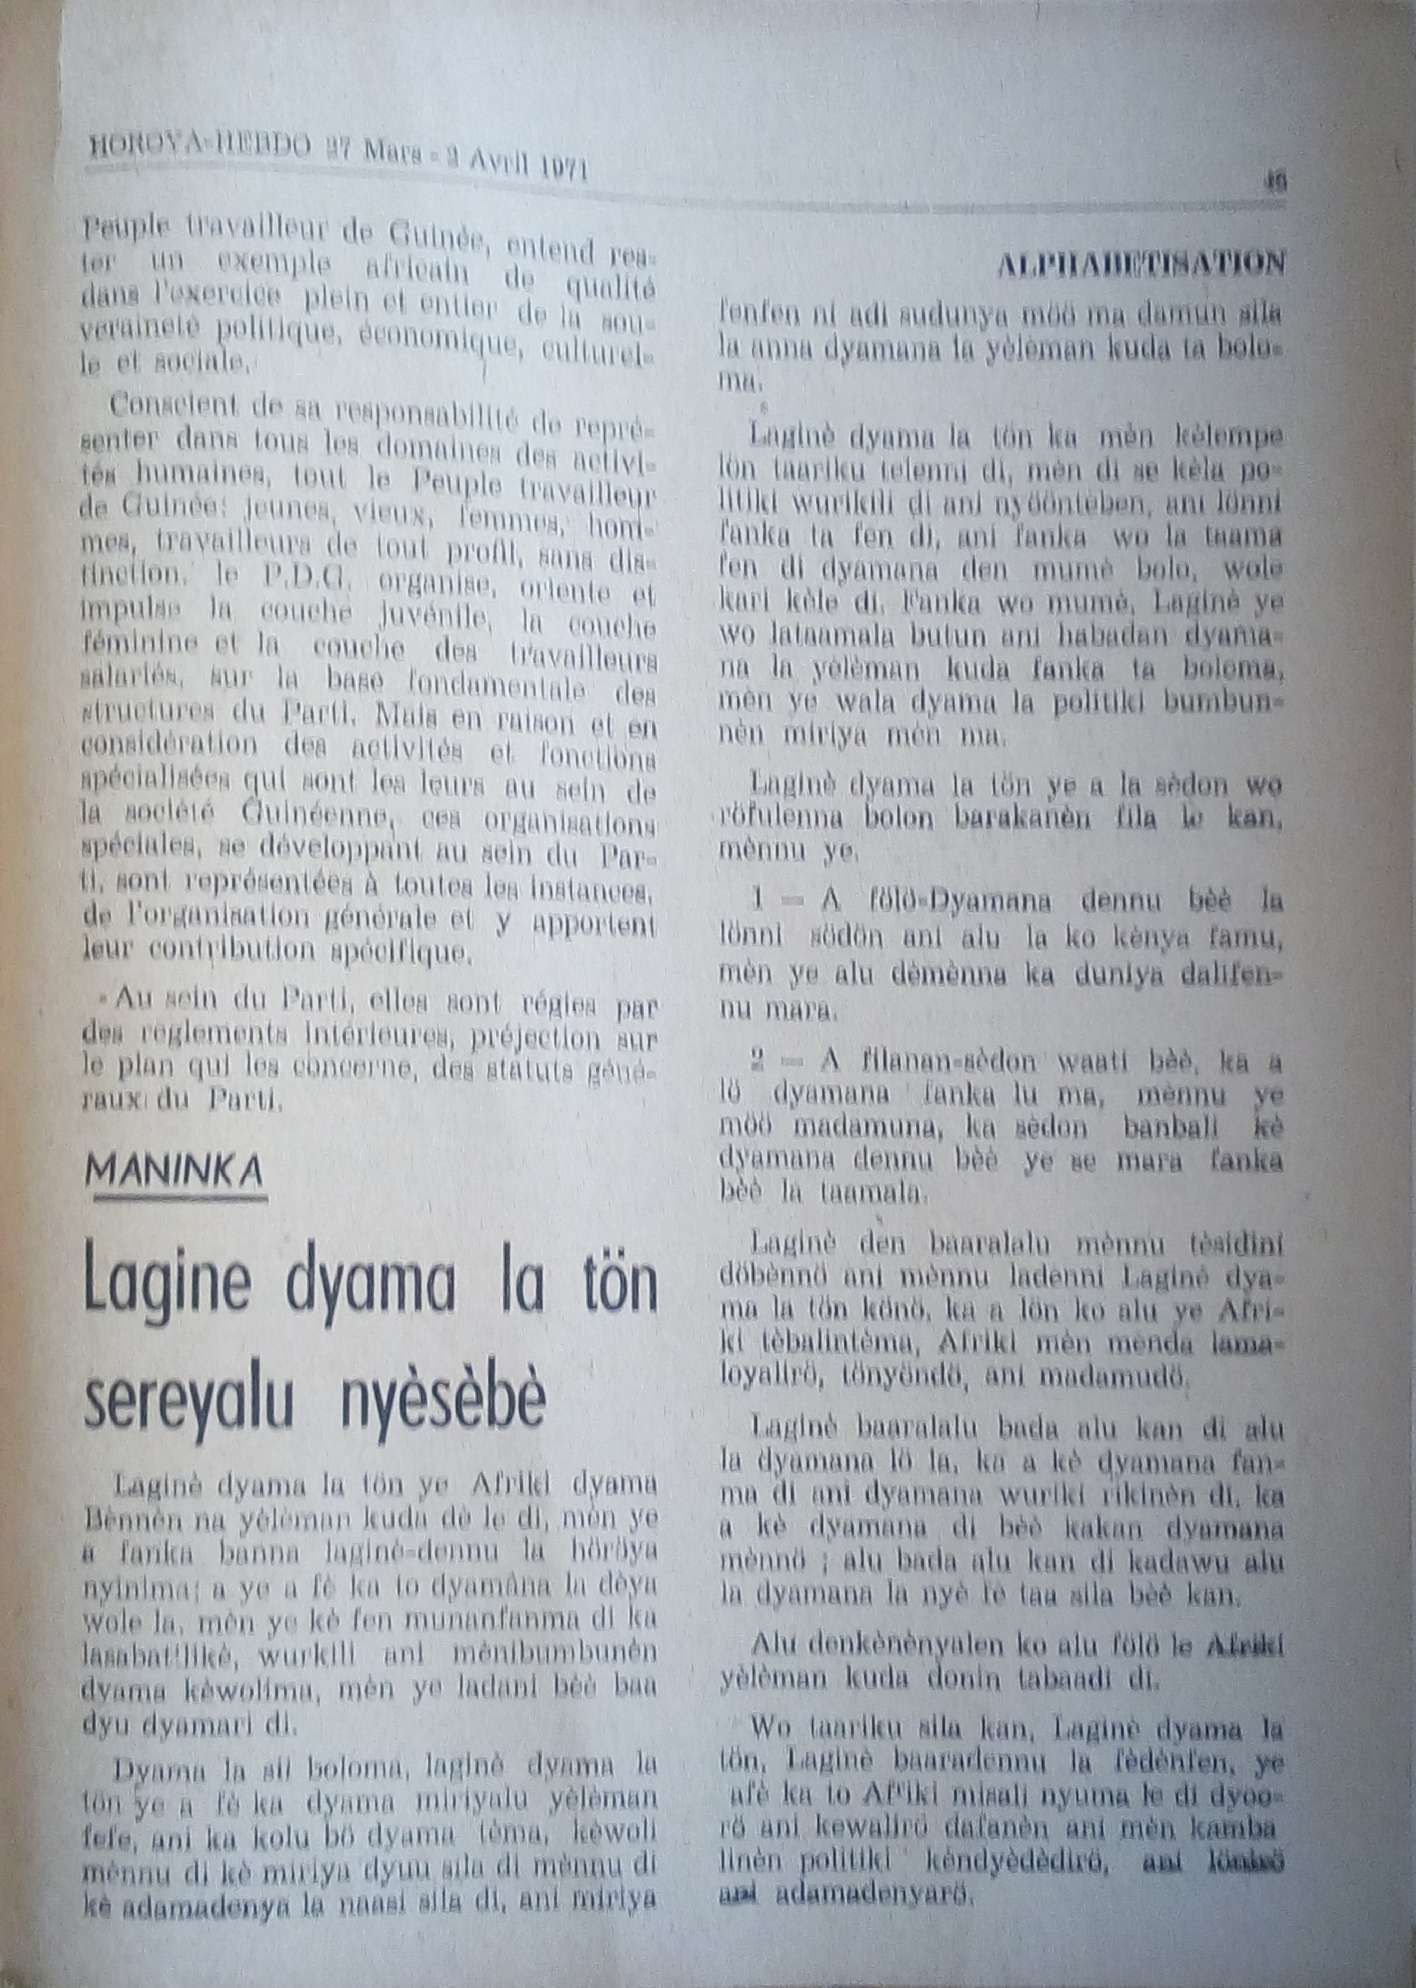 HOROYA-HEBDO 27 Mars - 2 Avril 1971
Peuple travailleur de Guinée, entend res-
ter un exemple africain de qualité
dans l'exercice plein et entier de la sou-
veraineté politique, économique, culturel-
le et sociale.
Conscient de sa responsabilité de repré-
senter dans tous les domaines des activi-
tés humaines, tout le Peuple travailleur
de Guinée: jeunes, vieux, femmes, hom-
mes, travailleurs de tout profil, sans dis-
tinction, le P.D.G. organise, oriente et
impulse la couche juvénile, la couche
féminine et la couche des travailleurs
salariés, sur la base fondamentale des
structures du Parti. Mais en raison et en
considération des activités et fonctions
spécialisées qui sont les leurs au sein de
la société Guinéenne, ces organisations
spéciales, se développant au sein du Par-
ti, sont représentées à toutes les instances,
de l'organisation générale et y apportent
leur contribution spécifique.
Au sein du Parti, elles sont régies par
des règlements intérieures, préjection sur
le plan qui les concerne, des statuts géné-
raux du Parti.
MANINKA
Lagine dyama la tön
sereyalu nyèsèbè
Laginè dyama la tön ye Afriki dyama
Bènnèn na yèlèman kuda dè le di, mèn ye
a fanka banna laginè-dennu la höröya
nyinima; a ye a fè ka to dyamâna la dèya
wole la, mèn ye kè fen munanfanma di ka
lasabatilikè, wurkili ani mènibumbunèn
dyama kèwolima, mèn ye ladani bèè baa
dyu dyamari di.
Dyama la sii boloma, laginè dyama la
tön ye a fè ka dyama miriyalu yèlèman
fefe, ani ka kolu bö dyama tèma, kèwoli
mènnu di kè miriya dyuu sila di mènnu di
kè adamadenya la naasi sila di, ani miriya
ALPHABETISATION
fenfen ni adi sudunya möö ma damun sila
la anna dyamana la yèlèman kuda ta bolo-
ma.
Laginè dyama la tön ka mèn kèlempe
lön taariku telenni di, mèn di se kèla po-
litiki wurikili di ani nyööntèben, ani lönni
fanka ta fen di, ani fanka wo la taama
fen di dyamana den mumè bolo, wole
kari kèle di. Fanka wo mumè, Laginè ye
wo lataamala butun ani habadan dyama-
na la yèlèman kuda fanka ta bolema,
mèn ye wala dyama la politiki bumbun-
nèn miriya mèn ma.
Laginè dyama la tön ye a la sèdon wo
röfulenna bolon barakanèn fila le kan,
mènnu ye.
1 — A fölö-Dyamana dennu bèè la
lönni södön ani alu la ko kènya famu,
mèn ye alu dèmènna ka duniya dalifen-
nu mara.
2 — A filanan-sèdon waati bèè, ka a
lö dyamana fanka lu ma, mènnu ye
möö madamuna, ka sèdon banbali kè
dyamana dennu bèè ye se mara fanka
bèè la taamala.
Laginè den baaralalu mènnu tèsidini
döbènnö ani mènnu ladenni Laginè dya-
ma la tön könö, ka a lön ko alu ye Afri-
ki tèbalintèma, Afriki mèn menda lama-
loyalirö, tönyöndö, ani madamudö.
Laginè baaralalu bada alu kan di alu
la dyamana lö la, ka a kè dyamana fan-
ma di ani dyamana wuriki rikinèn di, ka
a kè dyamana di bèè kakan dyamana
mènnö ; alu bada alu kan di kadawu alu
la dyamana la nyè fè taa sila bèè kan.
Alu denkènènyalen ko alu fölö le Afriki
yèlèman kuda donin tabaadi di.
Wo taariku sila kan, Laginè dyama la
tön, Laginè baaradennu la fèdènfen, ye
afè ka to Afriki misali nyuma le di dyoo-
rö ani kewalirö dafanèn ani mèn kamba
linèn politiki kèndyèdèdirö, ani
ani adamadenyarö.